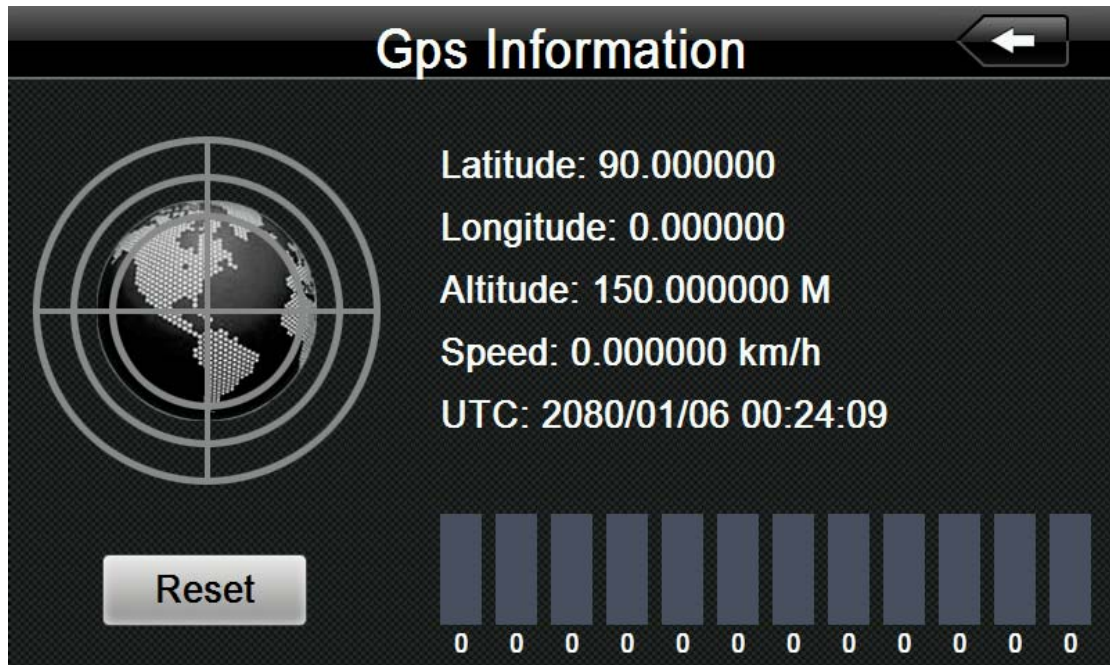 Gps Information
Latitude: 90.000000
Longitude: 0.000000
Altitude: 150.000000 M
Speed: 0.000000 km/h
UTC: 2080/01/06 00:24:09
Reset
0 0 0 0 0 0 0 0 0 0 0 0